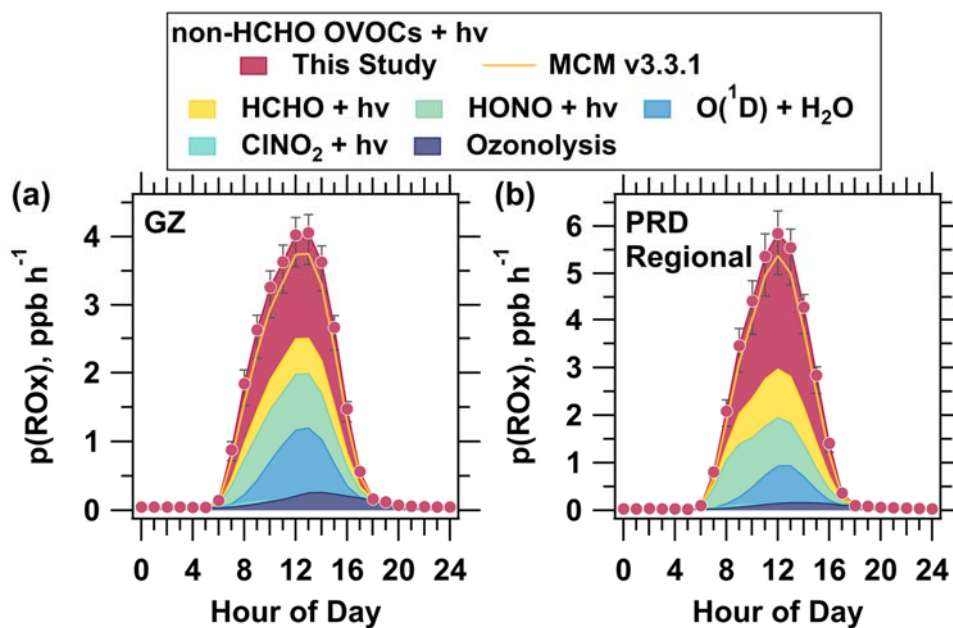 non-HCHO OVOCs + hv
This Study MCM v3.3.1
HCHO + hv HONO + hv O(¹D) + H₂O
ClNO₂ + hv Ozonolysis
(a) (b)
GZ
PRD
Regional
p(ROx), ppb h⁻¹
4
3
2
1
0
p(ROx), ppb h⁻¹
6
5
4
3
2
1
0
0 4 8 12 16 20 24
0 4 8 12 16 20 24
Hour of Day
Hour of Day